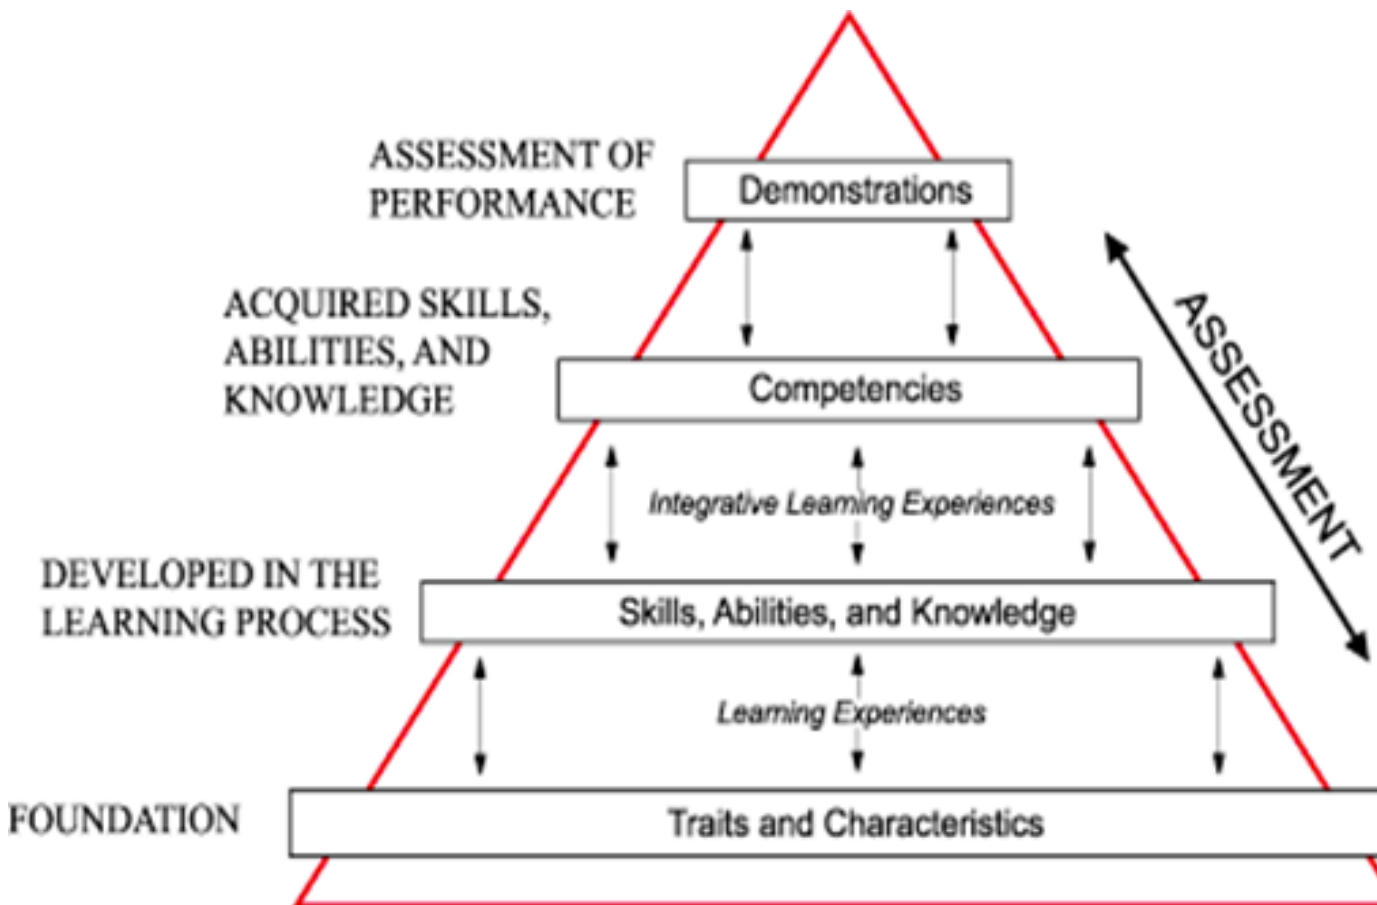 ASSESSMENT OF
PERFORMANCE
Demonstrations
ACQUIRED SKILLS,
ABILITIES, AND
KNOWLEDGE
Competencies
ASSESSMENT
Integrative Learning Experiences
DEVELOPED IN THE
LEARNING PROCESS
Skills, Abilities, and Knowledge
Learning Experiences
FOUNDATION
Traits and Characteristics